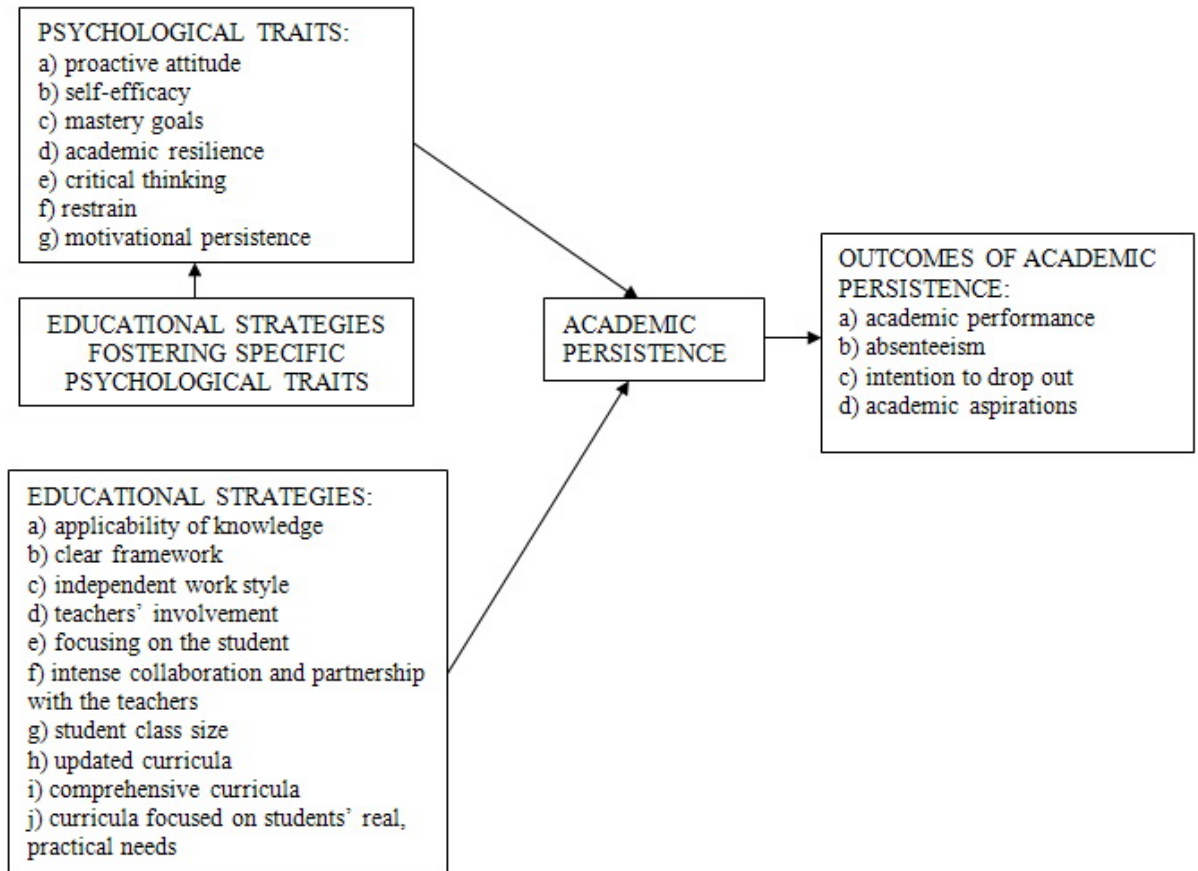 PSYCHOLOGICAL TRAITS:
a) proactive attitude
b) self-efficacy
c) mastery goals
d) academic resilience
e) critical thinking
f) restrain
g) motivational persistence
EDUCATIONAL STRATEGIES
FOSTERING SPECIFIC
PSYCHOLOGICAL TRAITS
EDUCATIONAL STRATEGIES:
a) applicability of knowledge
b) clear framework
c) independent work style
d) teachers’ involvement
e) focusing on the student
f) intense collaboration and partnership
with the teachers
g) student class size
h) updated curricula
i) comprehensive curricula
j) curricula focused on students’ real,
practical needs
ACADEMIC
PERSISTENCE
OUTCOMES OF ACADEMIC
PERSISTENCE:
a) academic performance
b) absenteeism
c) intention to drop out
d) academic aspirations